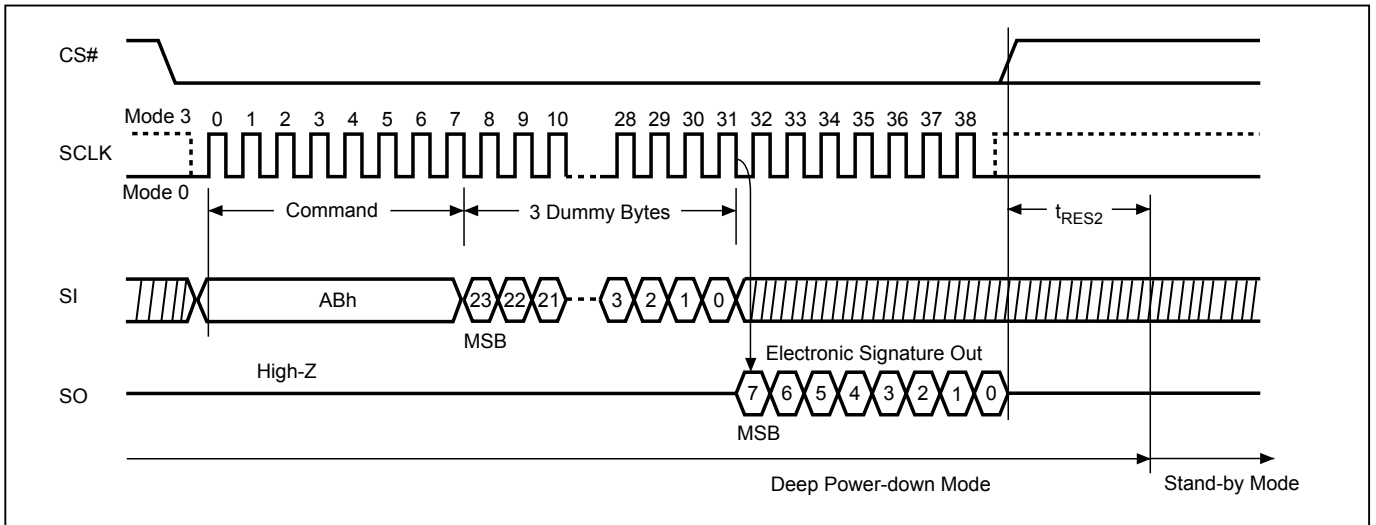 CS#
Mode 3 0 1 2 3 4 5 6 7 8 9 10 28 29 30 31 32 33 34 35 36 37 38
SCLK
Mode 0
Command 3 Dummy Bytes tRES2
SI ABh 23 22 21 3 2 1 0
MSB
High-Z Electronic Signature Out
SO 7 6 5 4 3 2 1 0
MSB
Deep Power-down Mode Stand-by Mode